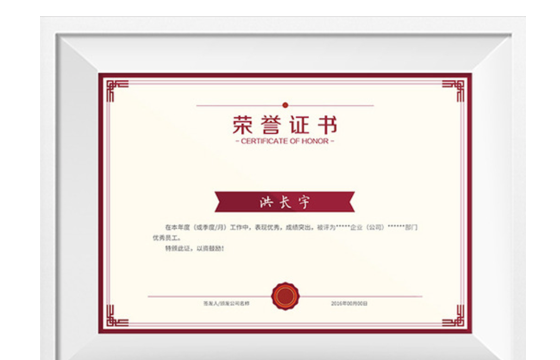 荣誉证书
- CERTIFICATE OF HONOR -
洪长宇
在本年度(或季度/月)工作中,表现优秀,成绩突出,被评为*****企业(公司)******部门
优秀员工。
特颁此证,以资鼓励!
签发人/颁发公司名称 2016年00月00日